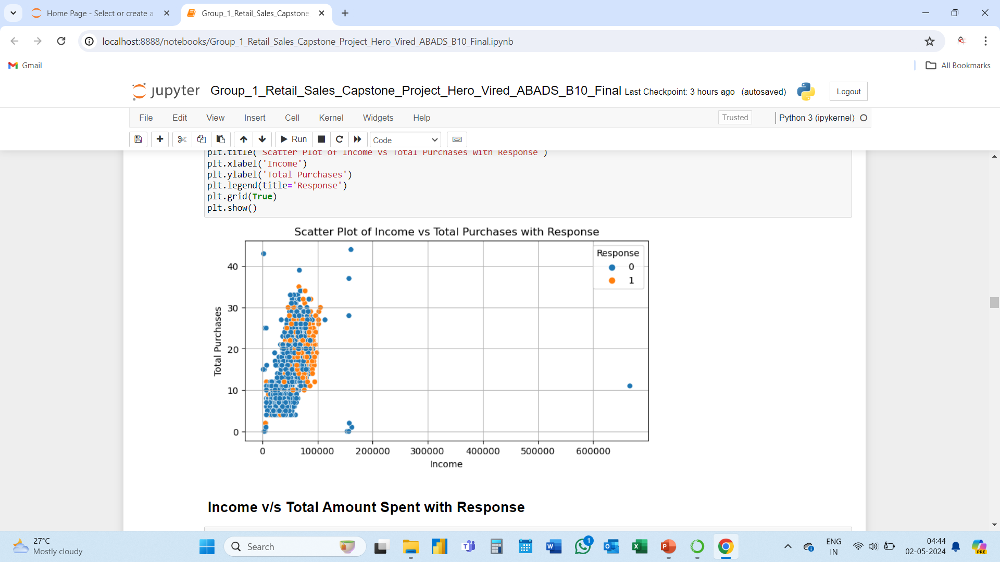 Home Page - Select or create a
Group_1_Retail_Sales_Capstone
localhost:8888/notebooks/Group_1_Retail_Sales_Capstone_Project_Hero_Vired_ABADS_B10_Final.ipynb
Gmail
All Bookmarks
jupyter Group_1_Retail_Sales_Capstone_Project_Hero_Vired_ABADS_B10_Final Last Checkpoint: 3 hours ago (autosaved)
Logout
File Edit View Insert Cell Kernel Widgets Help
Trusted
Python 3 (ipykernel)
Run
Code
plt.title('Scatter Plot of Income vs Total Purchases with Response')
plt.xlabel('Income')
plt.ylabel('Total Purchases')
plt.legend(title='Response')
plt.grid(True)
plt.show()
Scatter Plot of Income vs Total Purchases with Response
Response
0
1
40
30
20
10
0
Total Purchases
0 100000 200000 300000 400000 500000 600000
Income
Income v/s Total Amount Spent with Response
27°C
Mostly cloudy
Search
1
ENG
IN
04:44
02-05-2024
PRE